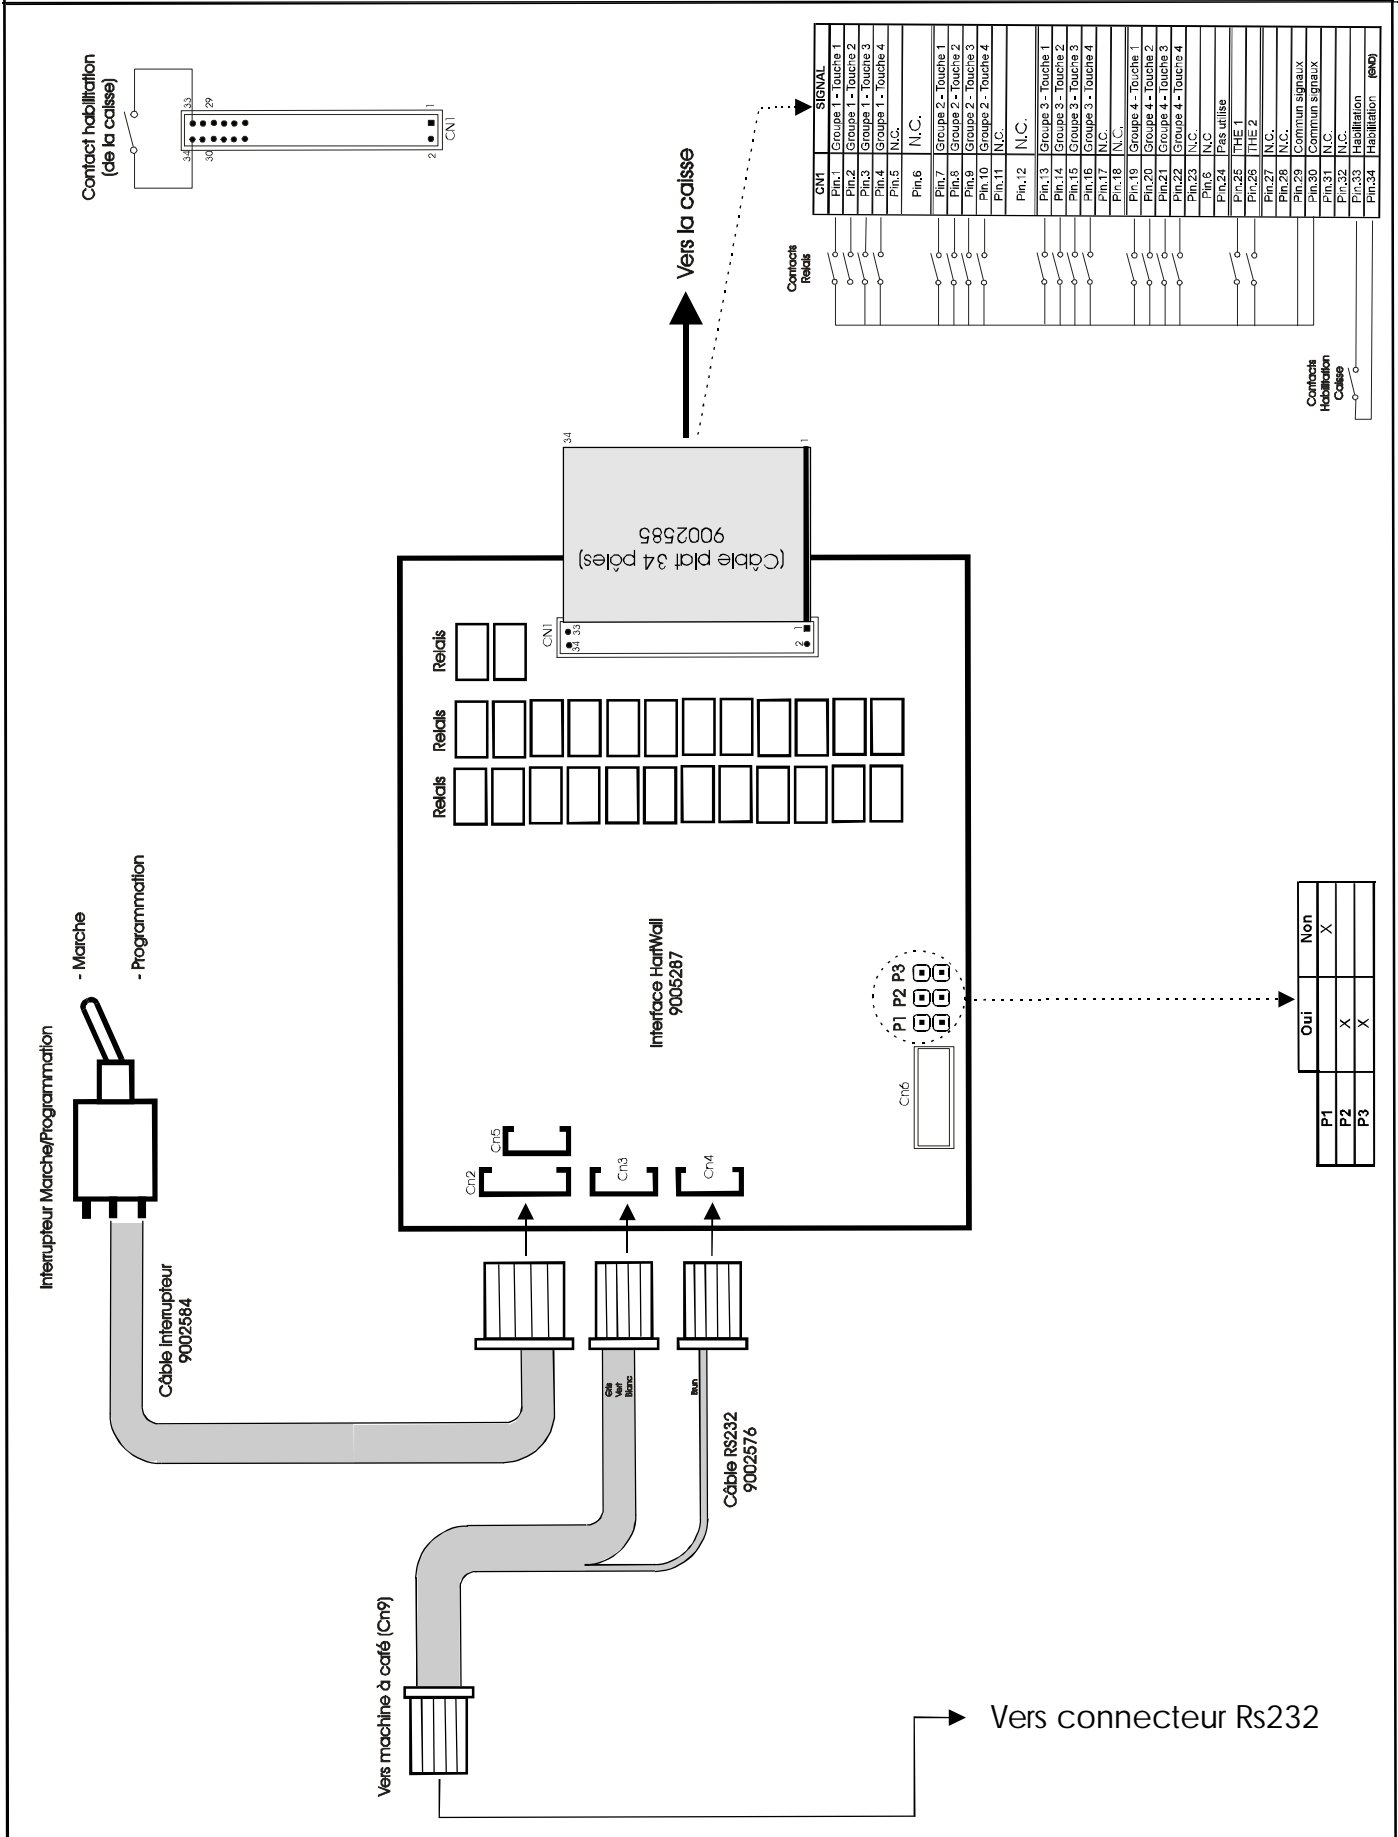 Interrupteur Marche/Programmation
- Marche
- Programmation
Câble Interrupteur
9002584
Contact habilitation
(de la caisse)
34
33
30
29
2
1
CN1
Vers machine à café (Cn9)
Gris
Vert
Blanc
Brun
Câble RS232
9002576
Cn2
Cn5
Cn3
Cn4
Cn6
Interface HartWall
9005287
P1 P2 P3
Relais
Relais
Relais
CN1
34
33
2
1
(Câble plat 34 pôles)
9002585
34
1
Vers la caisse
Oui Non
P1 X
P2 X
P3 X
Contacts
Relais
Contacts
Habilitation
Caisse
CN1 SIGNAL
Pin.1 Groupe 1 - Touche 1
Pin.2 Groupe 1 - Touche 2
Pin.3 Groupe 1 - Touche 3
Pin.4 Groupe 1 - Touche 4
Pin.5 N.C.
Pin.6 N.C.
Pin.7 Groupe 2 - Touche 1
Pin.8 Groupe 2 - Touche 2
Pin.9 Groupe 2 - Touche 3
Pin.10 Groupe 2 - Touche 4
Pin.11 N.C.
Pin.12 N.C.
Pin.13 Groupe 3 - Touche 1
Pin.14 Groupe 3 - Touche 2
Pin.15 Groupe 3 - Touche 3
Pin.16 Groupe 3 - Touche 4
Pin.17 N.C.
Pin.18 N.C.
Pin.19 Groupe 4 - Touche 1
Pin.20 Groupe 4 - Touche 2
Pin.21 Groupe 4 - Touche 3
Pin.22 Groupe 4 - Touche 4
Pin.23 N.C.
Pin.6 N.C
Pin.24 Pas utilise
Pin.25 THE 1
Pin.26 THE 2
Pin.27 N.C.
Pin.28 N.C.
Pin.29 Commun signaux
Pin.30 Commun signaux
Pin.31 N.C.
Pin.32 N.C.
Pin.33 Habilitation
Pin.34 Habilitation (GND)
Vers connecteur Rs232